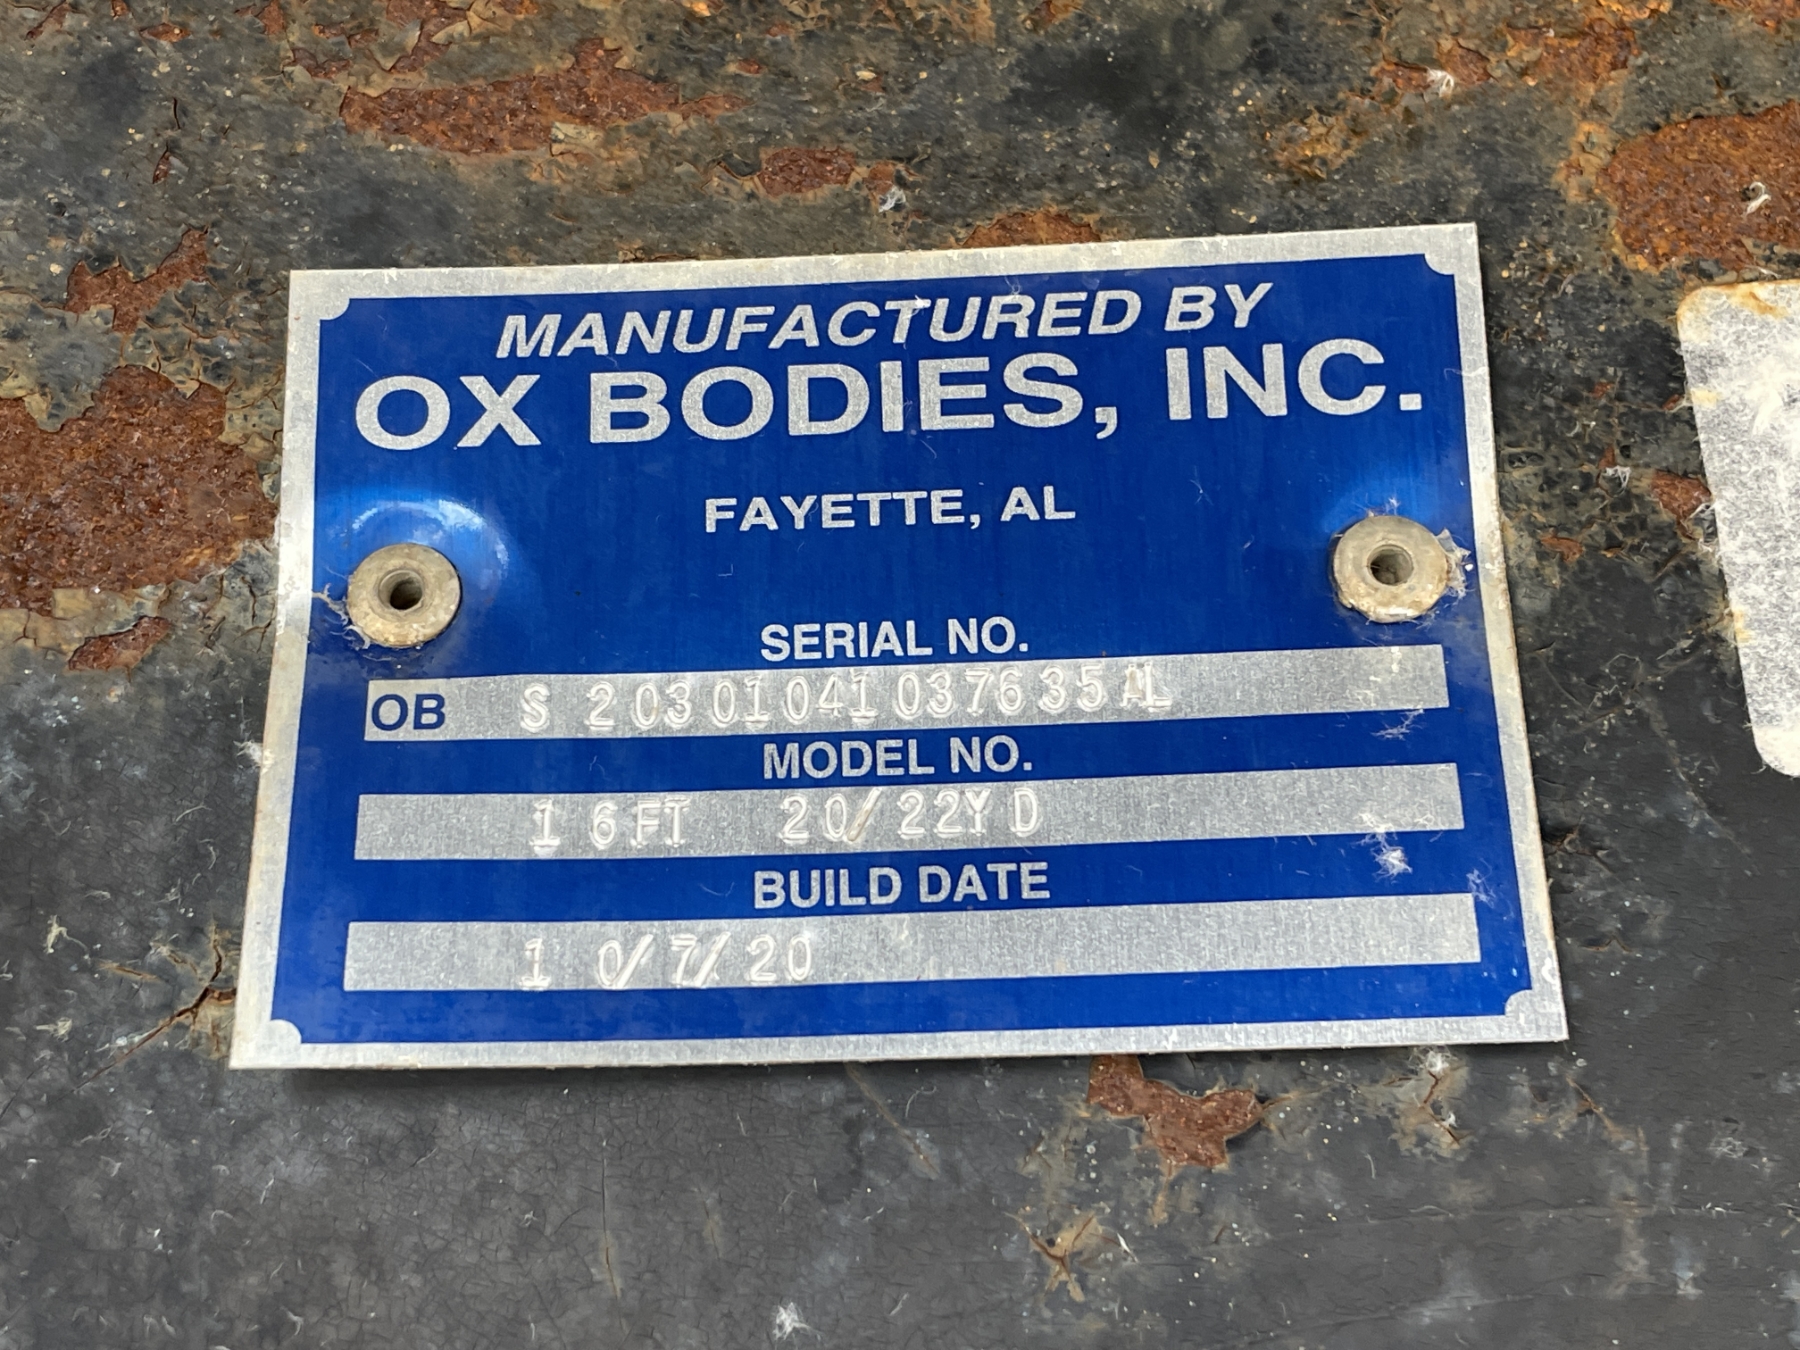 MANUFACTURED BY
OX BODIES, INC.
FAYETTE, AL
SERIAL NO.
OB S 20301041037635AL
MODEL NO.
16FT 20/22YD
BUILD DATE
10/7/20